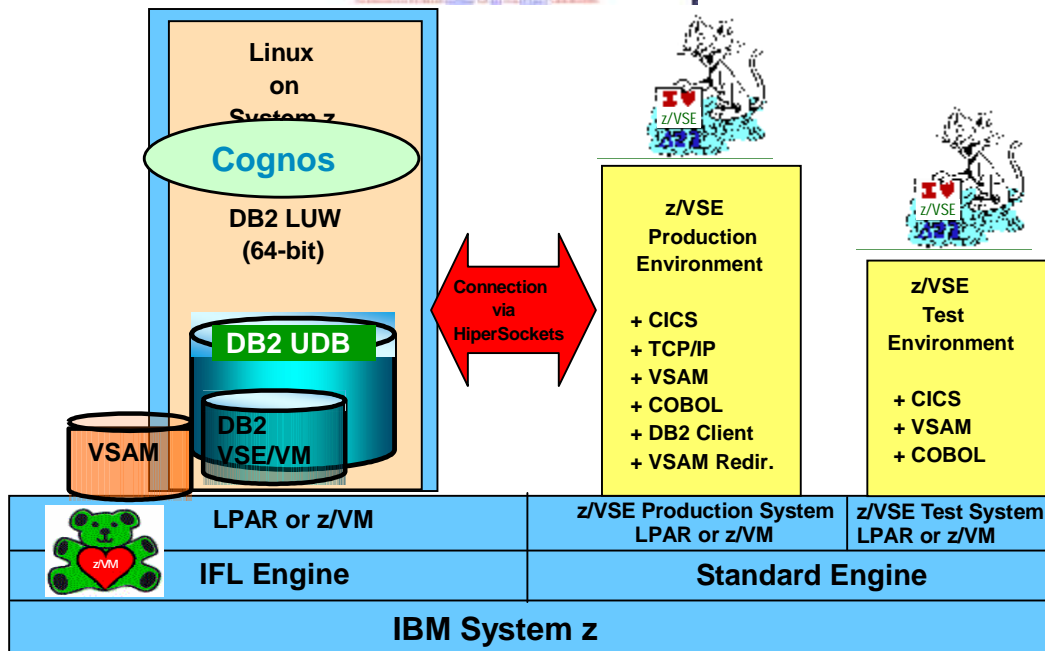 Linux
on
System z
Cognos
DB2 LUW
(64-bit)
DB2 UDB
DB2
VSE/VM
VSAM
Connection
via
HiperSockets
I ♥
z/VSE
z/VSE
Production
Environment
+ CICS
+ TCP/IP
+ VSAM
+ COBOL
+ DB2 Client
+ VSAM Redir.
I ♥
z/VSE
z/VSE
Test
Environment
+ CICS
+ VSAM
+ COBOL
LPAR or z/VM
z/VSE Production System
LPAR or z/VM
z/VSE Test System
LPAR or z/VM
z/VM
IFL Engine
Standard Engine
IBM System z